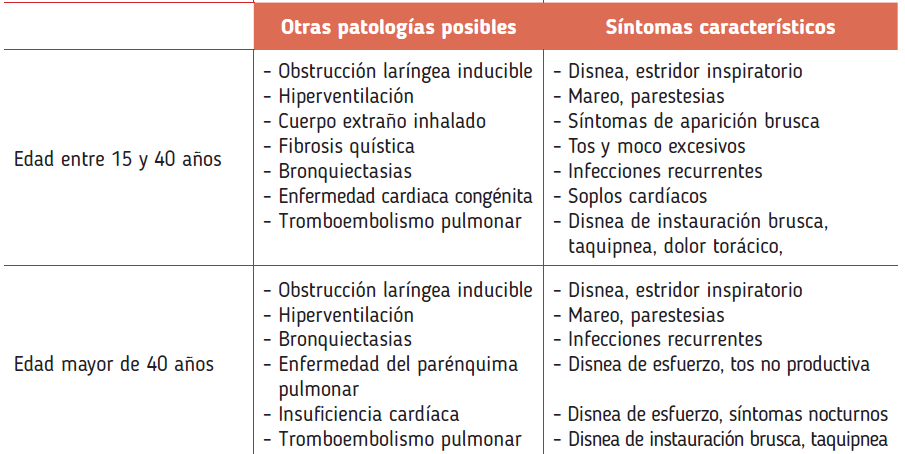 Otras patologías posibles
Síntomas característicos
Edad entre 15 y 40 años
– Obstrucción laríngea inducible
– Hiperventilación
– Cuerpo extraño inhalado
– Fibrosis quística
– Bronquiectasias
– Enfermedad cardiaca congénita
– Tromboembolismo pulmonar
– Disnea, estridor inspiratorio
– Mareo, parestesias
– Síntomas de aparición brusca
– Tos y moco excesivos
– Infecciones recurrentes
– Soplos cardíacos
– Disnea de instauración brusca,
taquipnea, dolor torácico,
Edad mayor de 40 años
– Obstrucción laríngea inducible
– Hiperventilación
– Bronquiectasias
– Enfermedad del parénquima
pulmonar
– Insuficiencia cardíaca
– Tromboembolismo pulmonar
– Disnea, estridor inspiratorio
– Mareo, parestesias
– Infecciones recurrentes
– Disnea de esfuerzo, tos no productiva
– Disnea de esfuerzo, síntomas nocturnos
– Disnea de instauración brusca, taquipnea